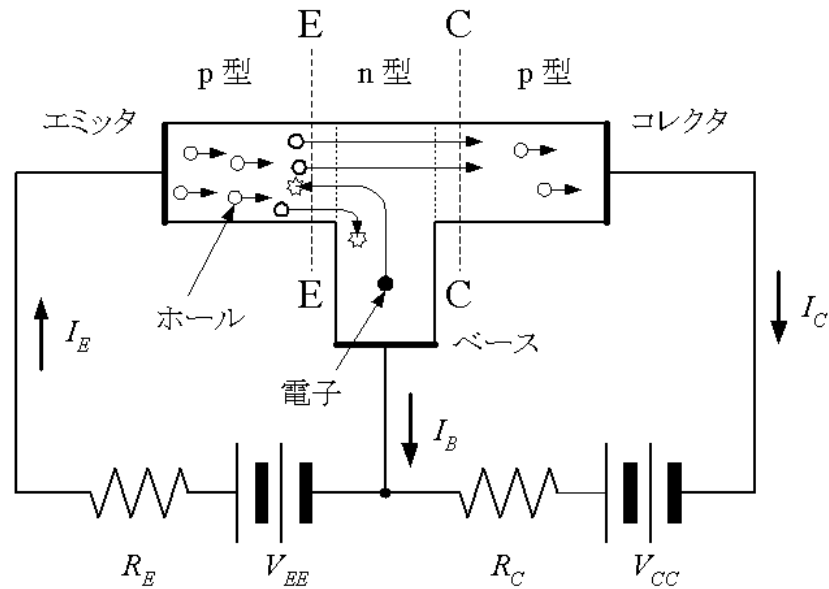 E
C
p 型
n 型
p 型
エミッタ
コレクタ
E
C
ホール
I_E
I_C
ベース
電子
I_B
R_E
V_EE
R_C
V_CC